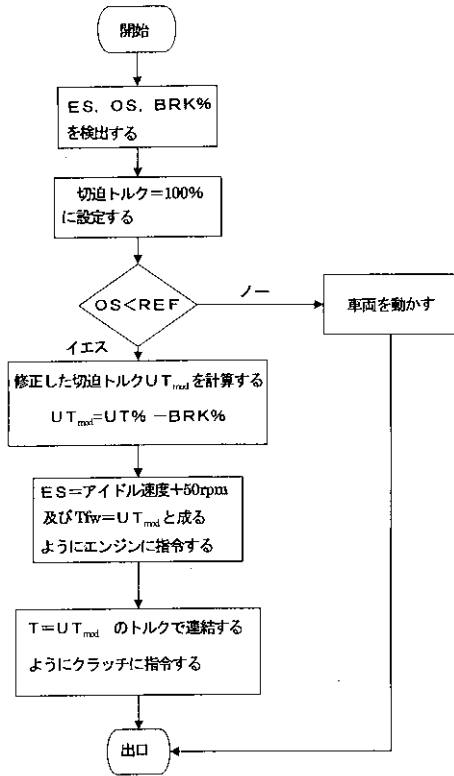 開始
ES, OS, BRK%
を検出する
切迫トルク=100%
に設定する
OS<REF
ノー
車両を動かす
イエス
修正した切迫トルクUTmodを計算する
UTmod=UT% −BRK%
ES=アイドル速度+50rpm
及びTfw=UTmodと成る
ようにエンジンに指令する
T=UTmod のトルクで連結する
ようにクラッチに指令する
出口